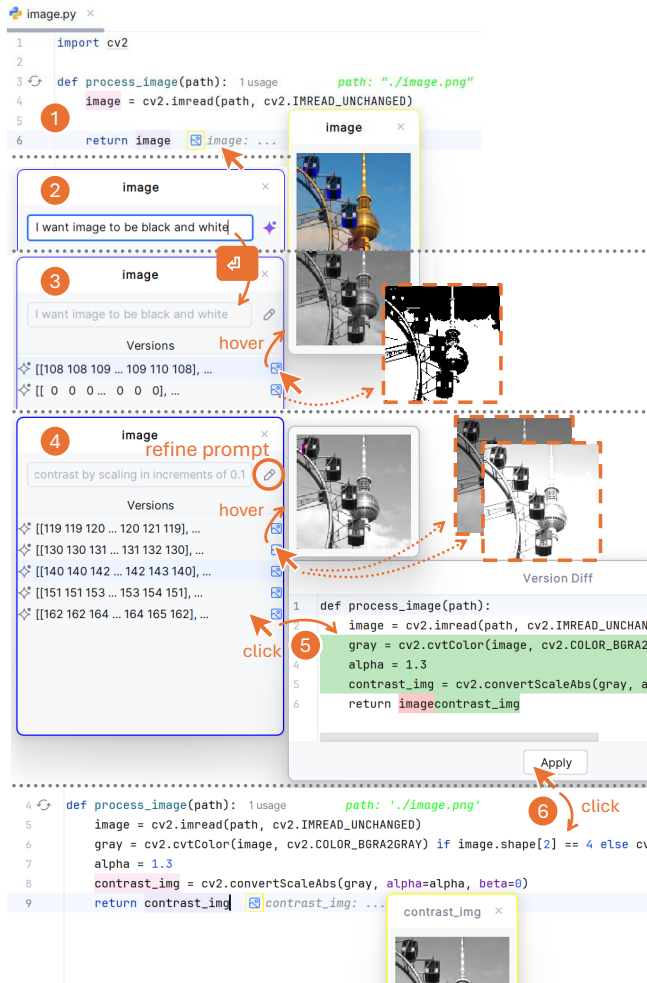 image.py ×
1 import cv2
2
3 def process_image(path): 1 usage path: "./image.png"
4 image = cv2.imread(path, cv2.IMREAD_UNCHANGED)
5
1
6 return image image: ...
image ×
2
image ×
I want image to be black and white
3
image ×
I want image to be black and white
Versions
hover
[[108 108 109 ... 109 110 108], ...
[[ 0 0 0 ... 0 0 0], ...
4
image ×
refine prompt
contrast by scaling in increments of 0.1
Versions
hover
[[119 119 120 ... 120 121 119], ...
[[130 130 131 ... 131 132 130], ...
[[140 140 142 ... 142 143 140], ...
[[151 151 153 ... 153 154 151], ...
[[162 162 164 ... 164 165 162], ...
click
5
Version Diff
1 def process_image(path):
2 image = cv2.imread(path, cv2.IMREAD_UNCHAN
gray = cv2.cvtColor(image, cv2.COLOR_BGRA2
4 alpha = 1.3
5 contrast_img = cv2.convertScaleAbs(gray, a
6 return imagecontrast_img
Apply
6
click
4 def process_image(path): 1 usage path: './image.png'
5 image = cv2.imread(path, cv2.IMREAD_UNCHANGED)
6 gray = cv2.cvtColor(image, cv2.COLOR_BGRA2GRAY) if image.shape[2] == 4 else cv
7 alpha = 1.3
8 contrast_img = cv2.convertScaleAbs(gray, alpha=alpha, beta=0)
9 return contrast_img contrast_img: ...
contrast_img ×